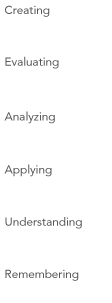 Creating
Evaluating
Analyzing
Applying
Understanding
Remembering